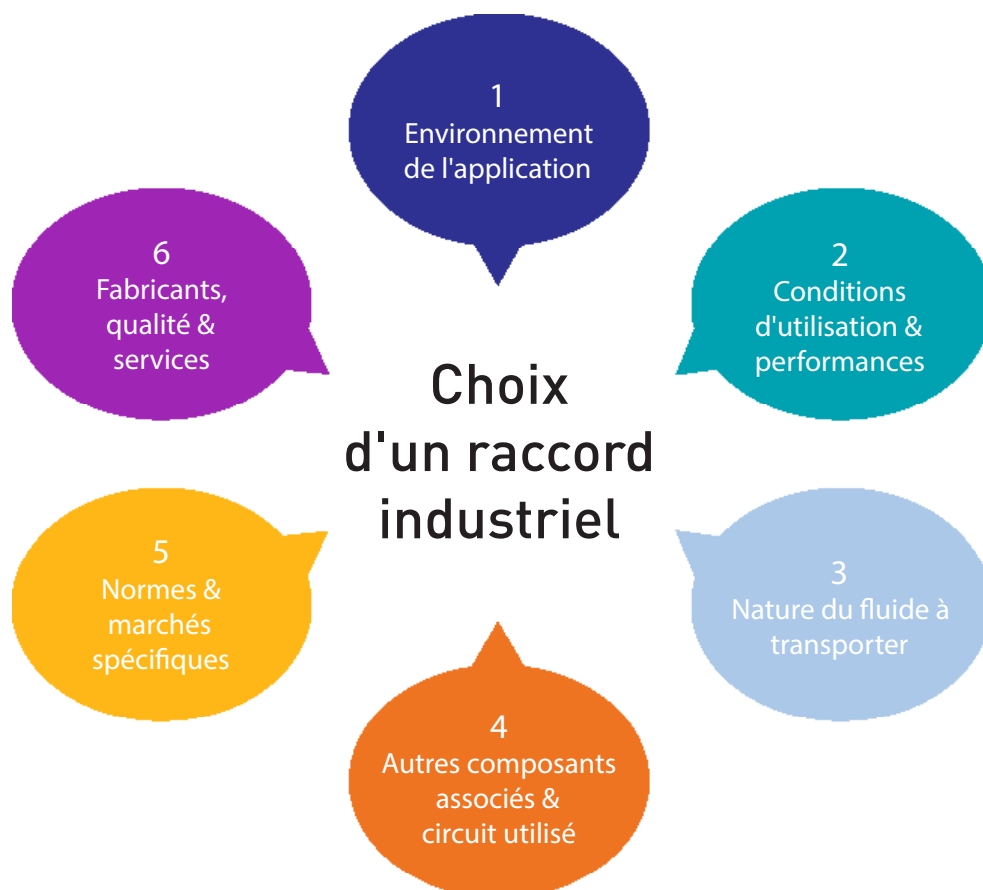 1
Environnement
de l'application
2
Conditions
d'utilisation &
performances
3
Nature du fluide à
transporter
4
Autres composants
associés &
circuit utilisé
5
Normes &
marchés
spécifiques
6
Fabricants,
qualité &
services
Choix
d'un raccord
industriel